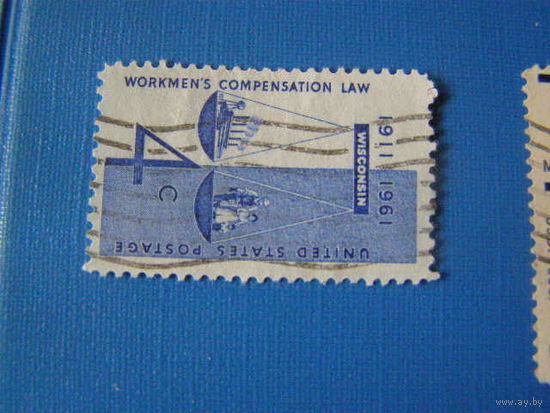 WORKMEN'S COMPENSATION LAW
1911 1961
WISCONSIN
4
C
UNITED STATES POSTAGE
www.ay.by